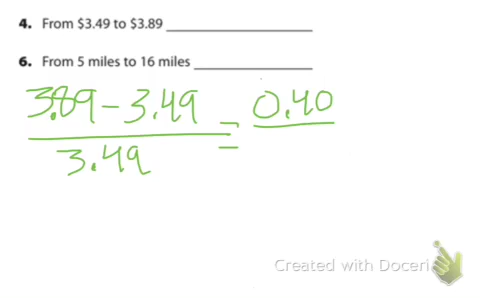 4. From $3.49 to $3.89
6. From 5 miles to 16 miles
3.89 - 3.49 = 0.40
3.49
Created with Doceri